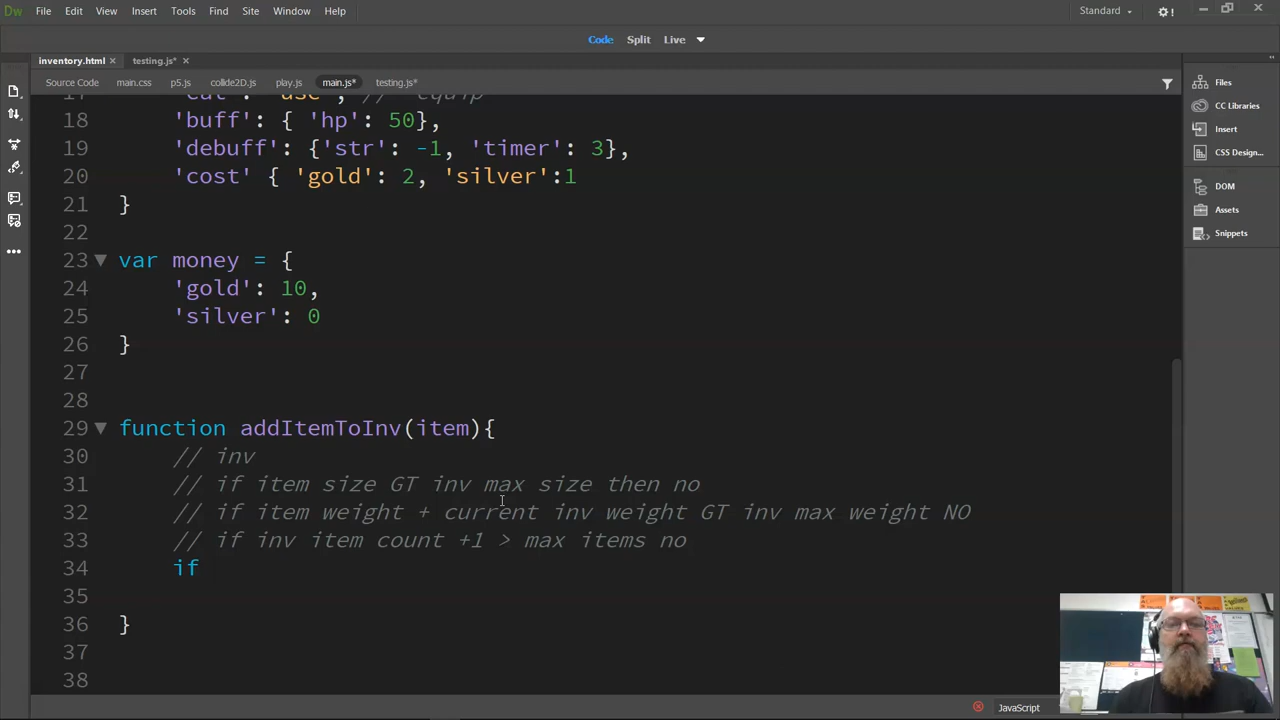 Dw File Edit View Insert Tools Find Site Window Help Standard
Code Split Live
inventory.html testing.js*
Source Code main.css p5.js collide2D.js play.js main.js* testing.js*
18 'buff': { 'hp': 50},
19 'debuff': {'str': -1, 'timer': 3},
20 'cost' { 'gold': 2, 'silver':1
21 }
22
23 var money = {
24 'gold': 10,
25 'silver': 0
26 }
27
28
29 function addItemToInv(item){
30 // inv
31 // if item size GT inv max size then no
32 // if item weight + current inv weight GT inv max weight NO
33 // if inv item count +1 > max items no
34 if
35
36 }
37
38
Files
CC Libraries
Insert
CSS Design...
DOM
Assets
Snippets
JavaScript